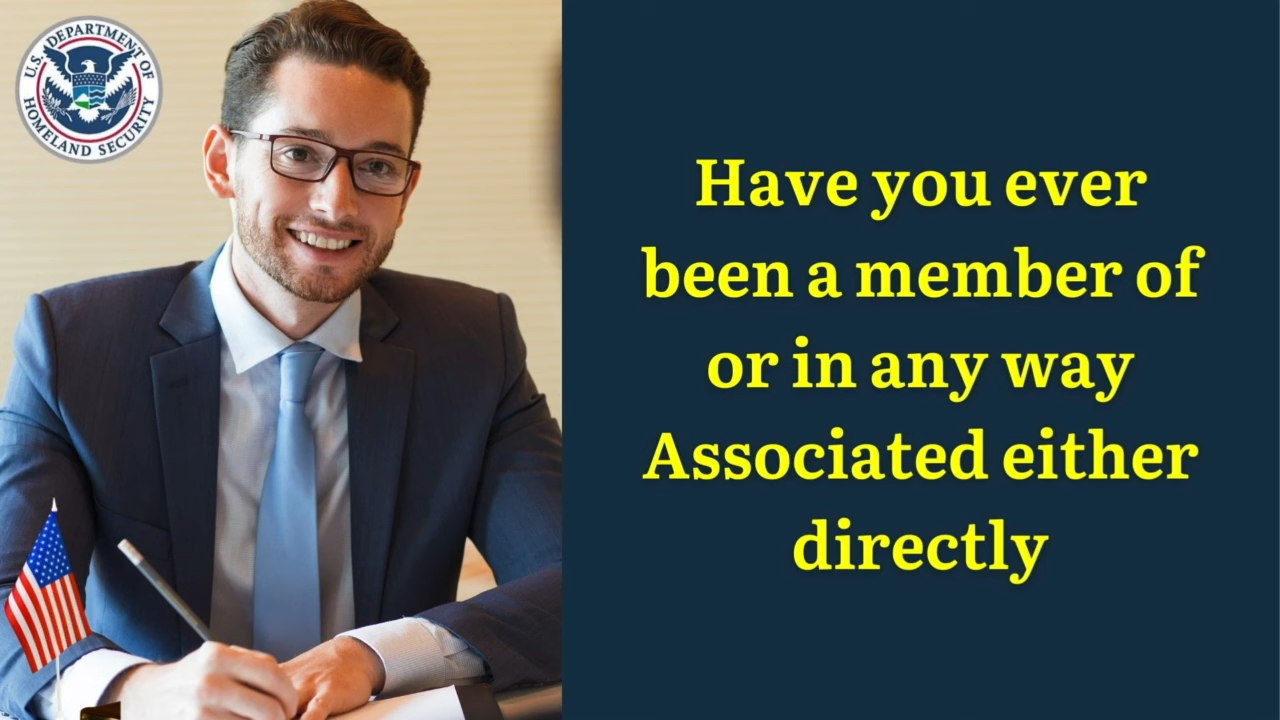 U.S. DEPARTMENT OF
HOMELAND SECURITY
Have you ever
been a member of
or in any way
Associated either
directly